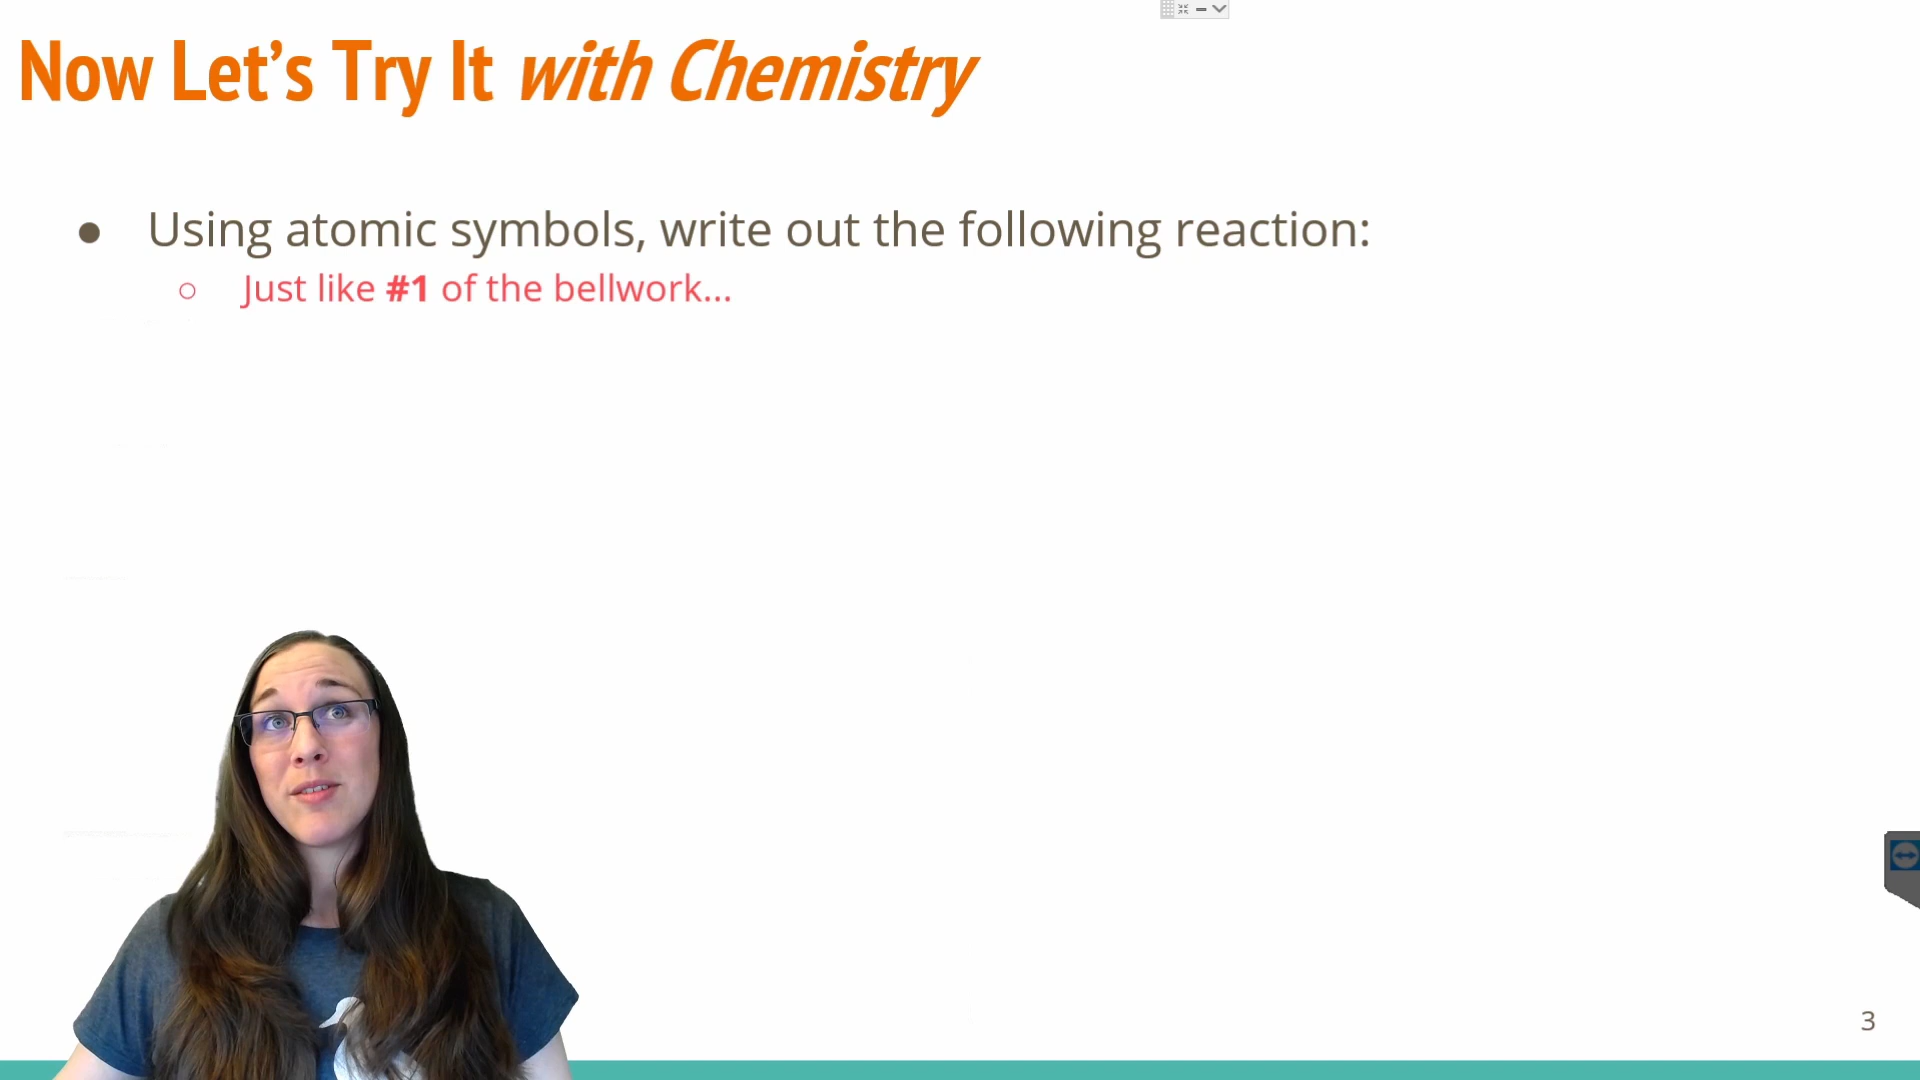 Now Let's Try It with Chemistry
Using atomic symbols, write out the following reaction:
Just like #1 of the bellwork...
3